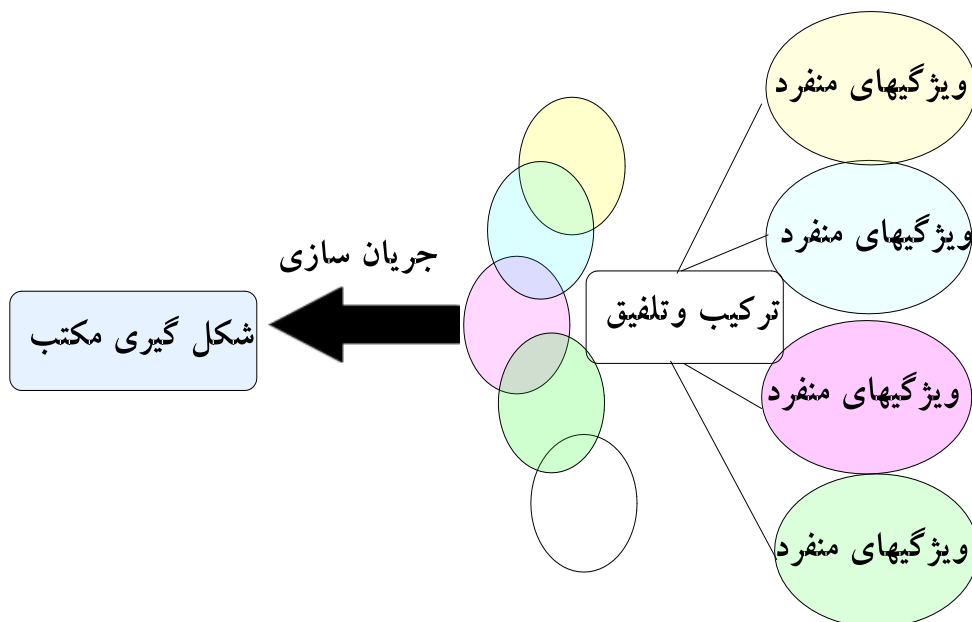 ویژگیهای منفرد
ویژگیهای منفرد
جریان سازی
ترکیب وتلفیق
شکل گیری مکتب
ویژگیهای منفرد
ویژگیهای منفرد